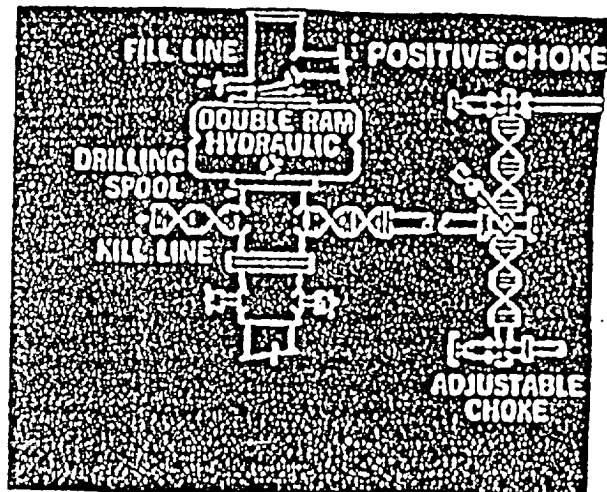 FILL LINE
POSITIVE CHOKE
DOUBLE RAM
HYDRAULIC
DRILLING
SPOOL
KILL LINE
ADJUSTABLE
CHOKE